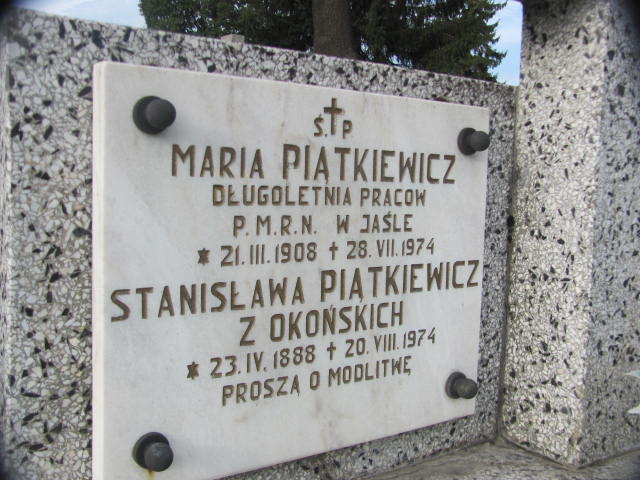 Ś.†P
MARIA PIĄTKIEWICZ
DŁUGOLETNIA PRACOW
P.M.R.N. W JAŚLE
* 21.III.1908 † 28.VII.1974
STANISŁAWA PIĄTKIEWICZ
Z OKOŃSKICH
* 23.IV.1888 † 20.VIII.1974
PROSZĄ O MODLITWĘ